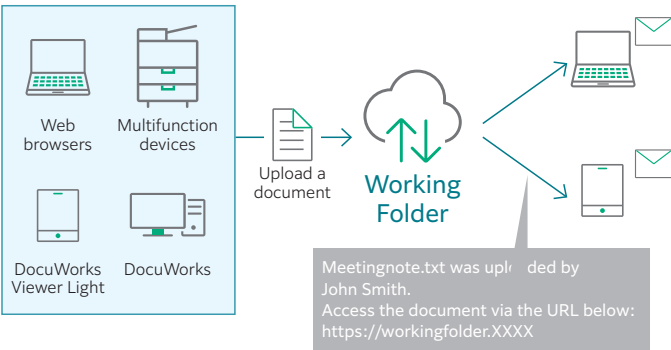 Web
browsers
Multifunction
devices
DocuWorks
Viewer Light
DocuWorks
Upload a
document
Working
Folder
Meetingnote.txt was ded by
John Smith.
Access the document via the URL below:
https://workingfolder.XXXX